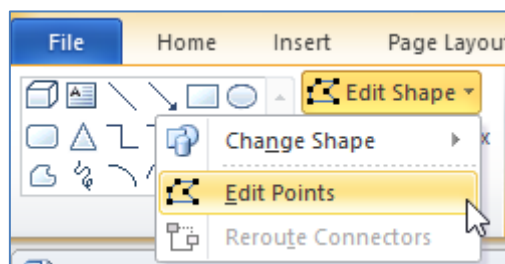 File Home Insert Page Layou
Edit Shape
Change Shape
Edit Points
Reroute Connectors